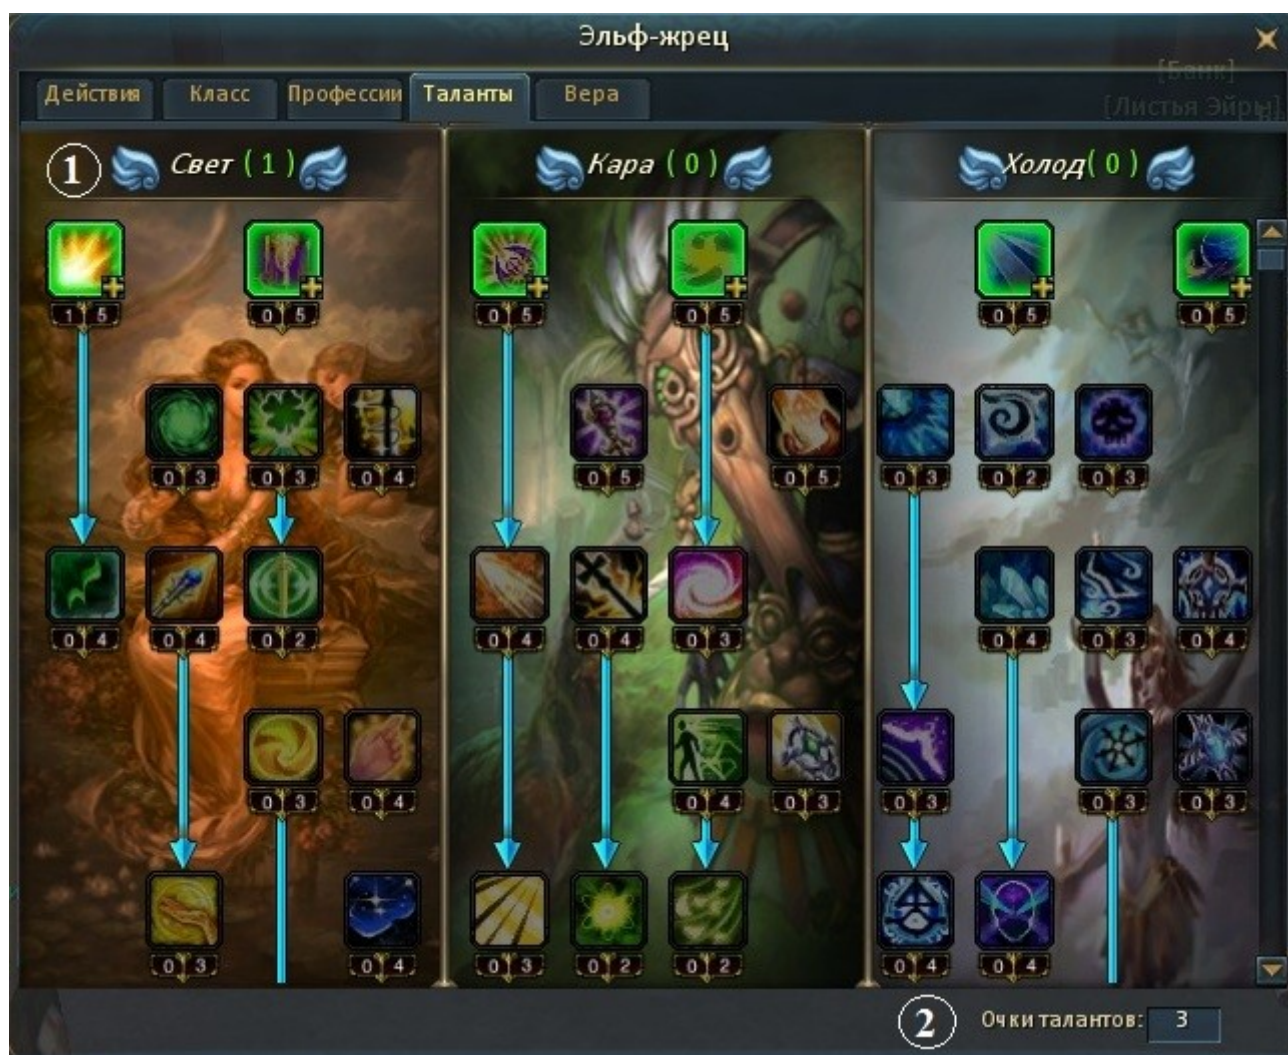 Эльф-жрец
[Банк]
Действия Класс Профессии Таланты Вера
[Листья Эйры]
1 Свет (1) Кара (0) Холод (0)
1 5 0 5 0 5 0 5 0 5 0 5
0 3 0 3 0 4 0 5 0 5 0 3 0 2 0 3
0 4 0 4 0 2 0 4 0 4 0 3 0 4 0 3 0 4
0 3 0 4 0 4 0 3 0 3 0 3 0 3
0 3 0 4 0 3 0 2 0 2 0 4 0 4
2 Очки талантов: 3